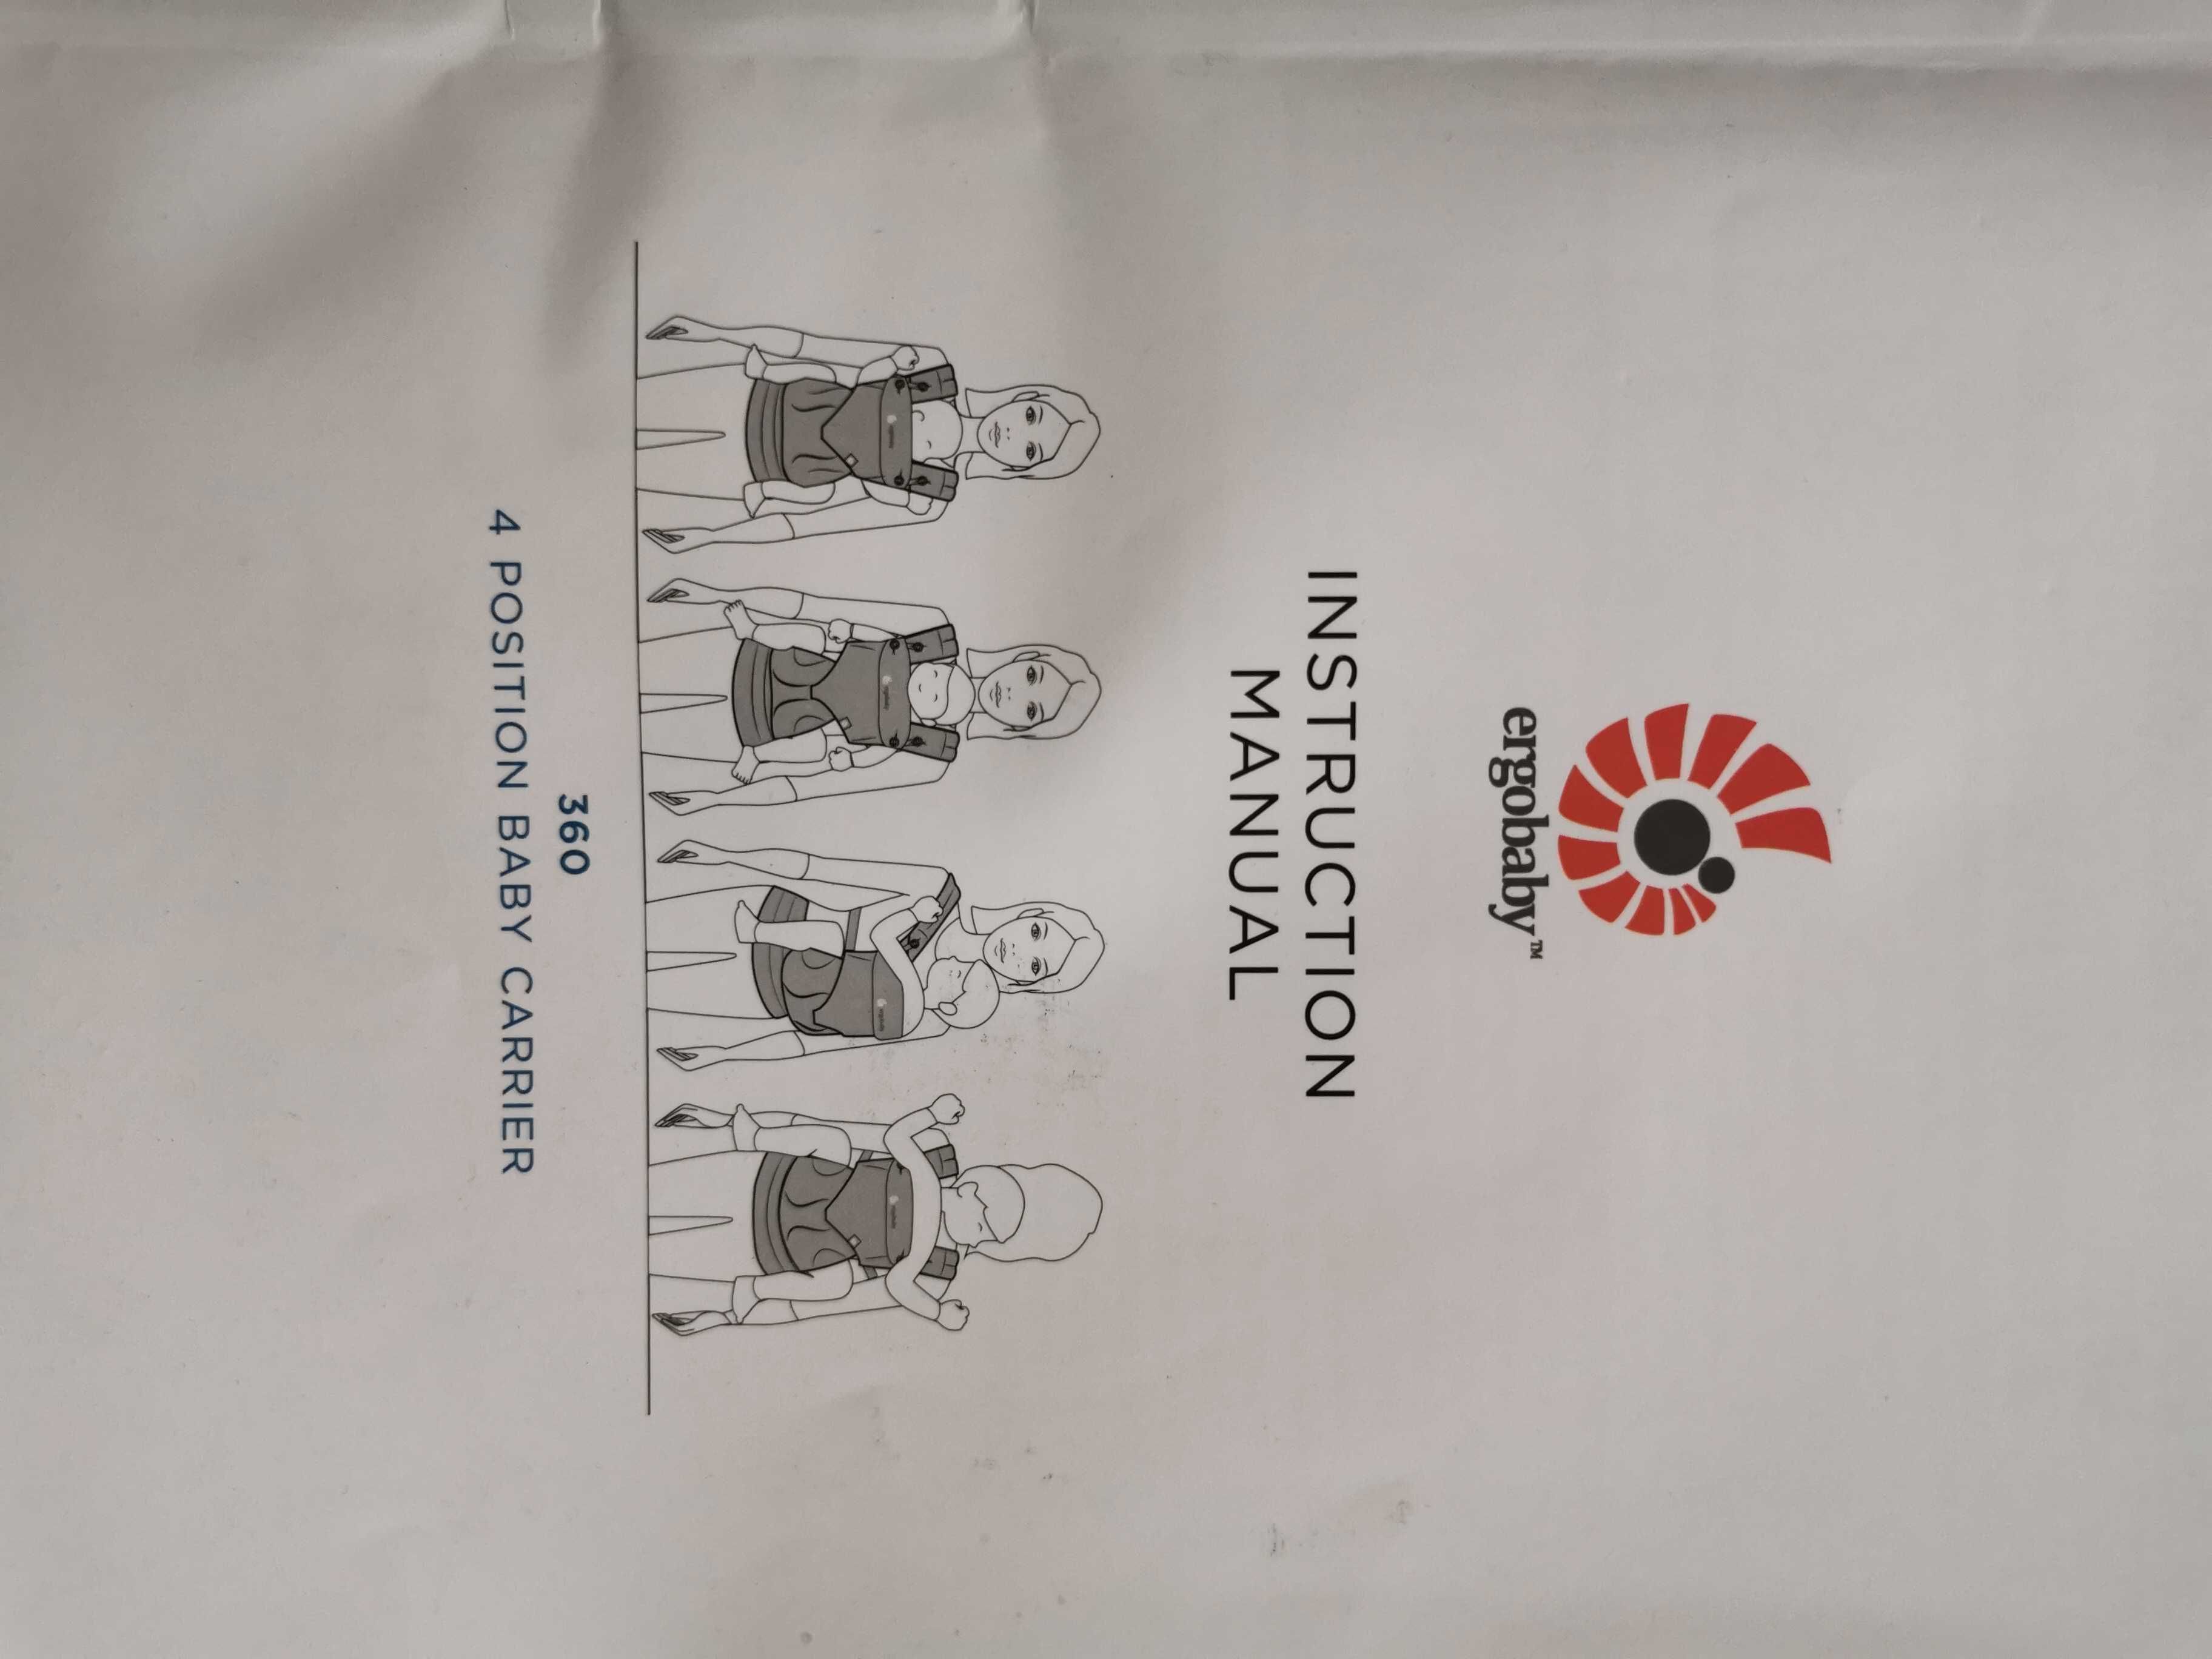 ergobaby™
INSTRUCTION
MANUAL
360
4 POSITION BABY CARRIER